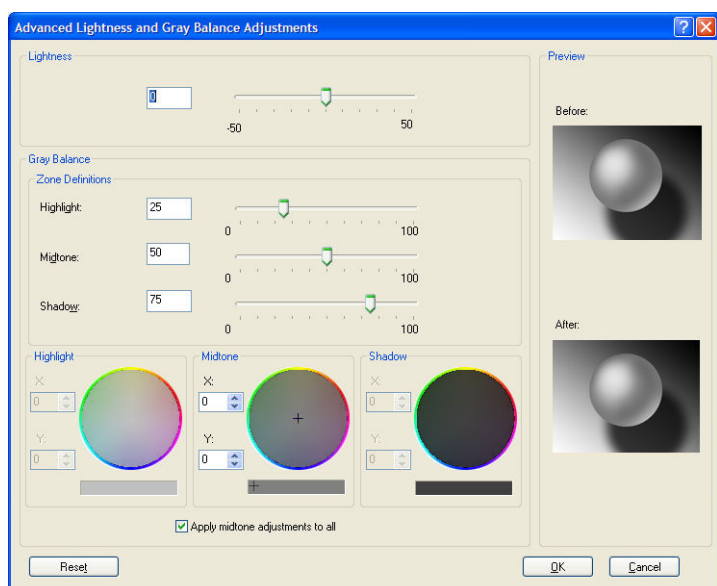 Advanced Lightness and Gray Balance Adjustments
Lightness
0
-50 50
Gray Balance
Zone Definitions
Highlight: 25
0 100
Midtone: 50
0 100
Shadow: 75
0 100
Highlight
X:
0
Y:
0
Midtone
X:
0
Y:
0
Shadow
X:
0
Y:
0
Apply midtone adjustments to all
Preview
Before:
After:
Reset OK Cancel